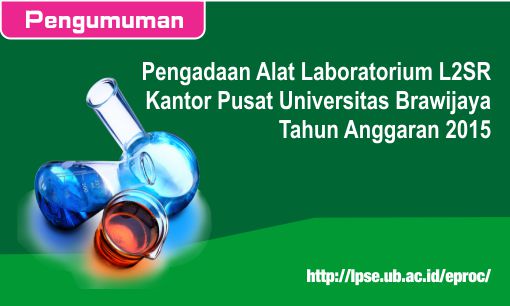 Pengumuman
Pengadaan Alat Laboratorium L2SR
Kantor Pusat Universitas Brawijaya
Tahun Anggaran 2015
http://lpse.ub.ac.id/eproc/